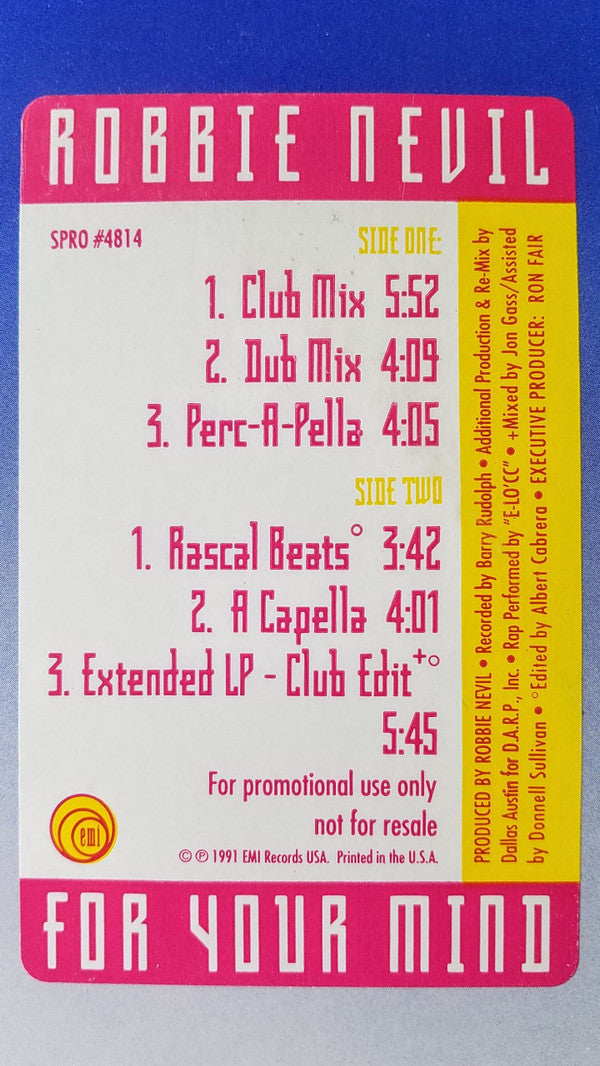 ROBBIE NEVIL
SPRO #4814
SIDE ONE:
1. Club Mix 5:52
2. Dub Mix 4:09
3. Perc-A-Pella 4:05
SIDE TWO
1. Rascal Beats° 3:42
2. A Capella 4:01
3. Extended LP - Club Edit+°
5:45
For promotional use only
not for resale
emi
© ℗ 1991 EMI Records USA. Printed in the U.S.A.
PRODUCED BY ROBBIE NEVIL • Recorded by Barry Rudolph • Additional Production & Re-Mix by
Dallas Austin for D.A.R.P., Inc. • Rap Performed by "E-LO'CC" • +Mixed by Jon Gass/Assisted
by Donnell Sullivan • °Edited by Albert Cabrera • EXECUTIVE PRODUCER: RON FAIR
FOR YOUR MIND